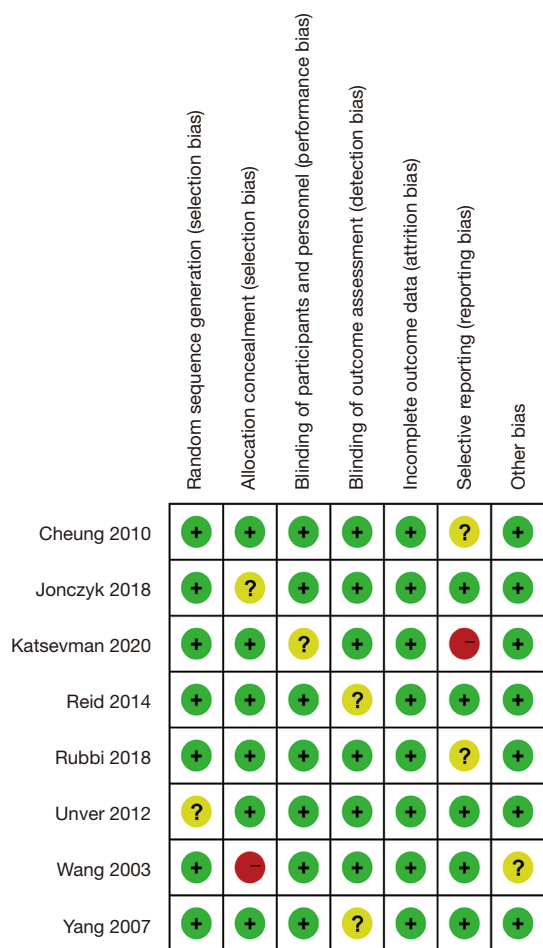 Random sequence generation (selection bias)
Allocation concealment (selection bias)
Blinding of participants and personnel (performance bias)
Blinding of outcome assessment (detection bias)
Incomplete outcome data (attrition bias)
Selective reporting (reporting bias)
Other bias
Cheung 2010 + + + + + ? +
Jonczyk 2018 + ? + + + + +
Katsevman 2020 + + ? + + − +
Reid 2014 + + + ? + + +
Rubbi 2018 + + + + + ? +
Unver 2012 ? + + + + + +
Wang 2003 + − + + + + ?
Yang 2007 + + + ? + + +